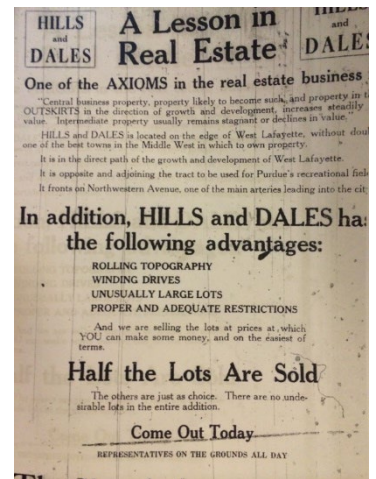 HILLS
and
DALES
A Lesson in
Real Estate
HILLS
and
DALES
One of the AXIOMS in the real estate business
"Central business property, property likely to become such, and property in
OUTSKIRTS in the direction of growth and development, increases steadily
value. Intermediate property usually remains stagnant or declines in value."
HILLS and DALES is located on the edge of West Lafayette, without
one of the best towns in the Middle West in which to own property.
It is in the direct path of the growth and development of West Lafayette.
It is opposite and adjoining the tract to be used for Purdue's recreational
It fronts on Northwestern Avenue, one of the main arteries leading into the
In addition, HILLS and DALES ha
the following advantages:
ROLLING TOPOGRAPHY
WINDING DRIVES
UNUSUALLY LARGE LOTS
PROPER AND ADEQUATE RESTRICTIONS
And we are selling the lots at prices at which
YOU can make some money, and on the easiest of
terms.
Half the Lots Are Sold
The others are just as choice. There are no unde-
sirable lots in the entire addition.
Come Out Today
REPRESENTATIVES ON THE GROUNDS ALL DAY